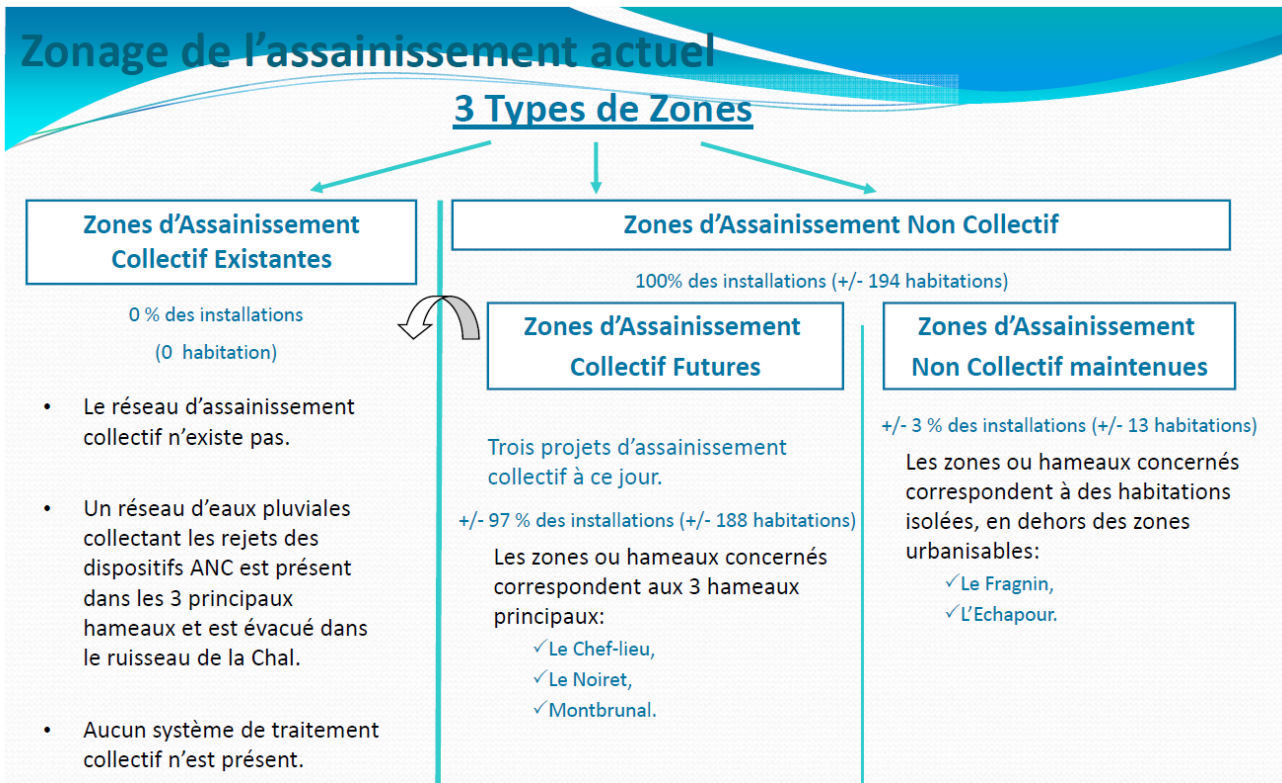 Zonage de l'assainissement actuel
3 Types de Zones
Zones d'Assainissement
Collectif Existantes
0 % des installations
(0 habitation)
• Le réseau d'assainissement
collectif n'existe pas.
• Un réseau d'eaux pluviales
collectant les rejets des
dispositifs ANC est présent
dans les 3 principaux
hameaux et est évacué dans
le ruisseau de la Chal.
• Aucun système de traitement
collectif n'est présent.
Zones d'Assainissement Non Collectif
100% des installations (+/- 194 habitations)
Zones d'Assainissement
Collectif Futures
Trois projets d'assainissement
collectif à ce jour.
+/- 97 % des installations (+/- 188 habitations)
Les zones ou hameaux concernés
correspondent aux 3 hameaux
principaux:
✓Le Chef-lieu,
✓Le Noiret,
✓Montbrunal.
Zones d'Assainissement
Non Collectif maintenues
+/- 3 % des installations (+/- 13 habitations)
Les zones ou hameaux concernés
correspondent à des habitations
isolées, en dehors des zones
urbanisables:
✓Le Fragnin,
✓L'Echapour.